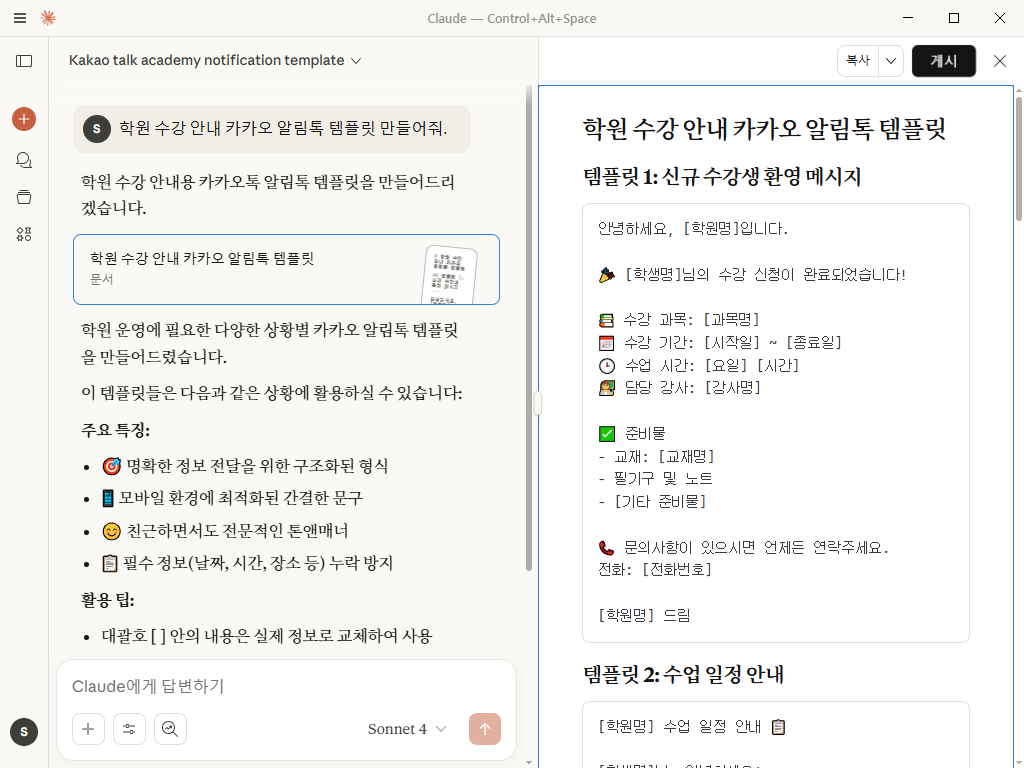 Claude — Control+Alt+Space
Kakao talk academy notification template
복사
게시
S
학원 수강 안내 카카오 알림톡 템플릿 만들어줘.
학원 수강 안내용 카카오톡 알림톡 템플릿을 만들어드리
겠습니다.
학원 수강 안내 카카오 알림톡 템플릿
문서
학원 운영에 필요한 다양한 상황별 카카오 알림톡 템플릿
을 만들어드렸습니다.
이 템플릿들은 다음과 같은 상황에 활용하실 수 있습니다:
주요 특징:
• 🎯 명확한 정보 전달을 위한 구조화된 형식
• 📱 모바일 환경에 최적화된 간결한 문구
• 😊 친근하면서도 전문적인 톤앤매너
• 📋 필수 정보(날짜, 시간, 장소 등) 누락 방지
활용 팁:
• 대괄호 [ ] 안의 내용은 실제 정보로 교체하여 사용
Claude에게 답변하기
Sonnet 4
S
학원 수강 안내 카카오 알림톡 템플릿
템플릿 1: 신규 수강생 환영 메시지
안녕하세요, [학원명]입니다.
🎉 [학생명]님의 수강 신청이 완료되었습니다!
📚 수강 과목: [과목명]
📅 수강 기간: [시작일] ~ [종료일]
🕒 수업 시간: [요일] [시간]
👩‍🏫 담당 강사: [강사명]
✅ 준비물
- 교재: [교재명]
- 필기구 및 노트
- [기타 준비물]
📞 문의사항이 있으시면 언제든 연락주세요.
전화: [전화번호]
[학원명] 드림
템플릿 2: 수업 일정 안내
[학원명] 수업 일정 안내 📋